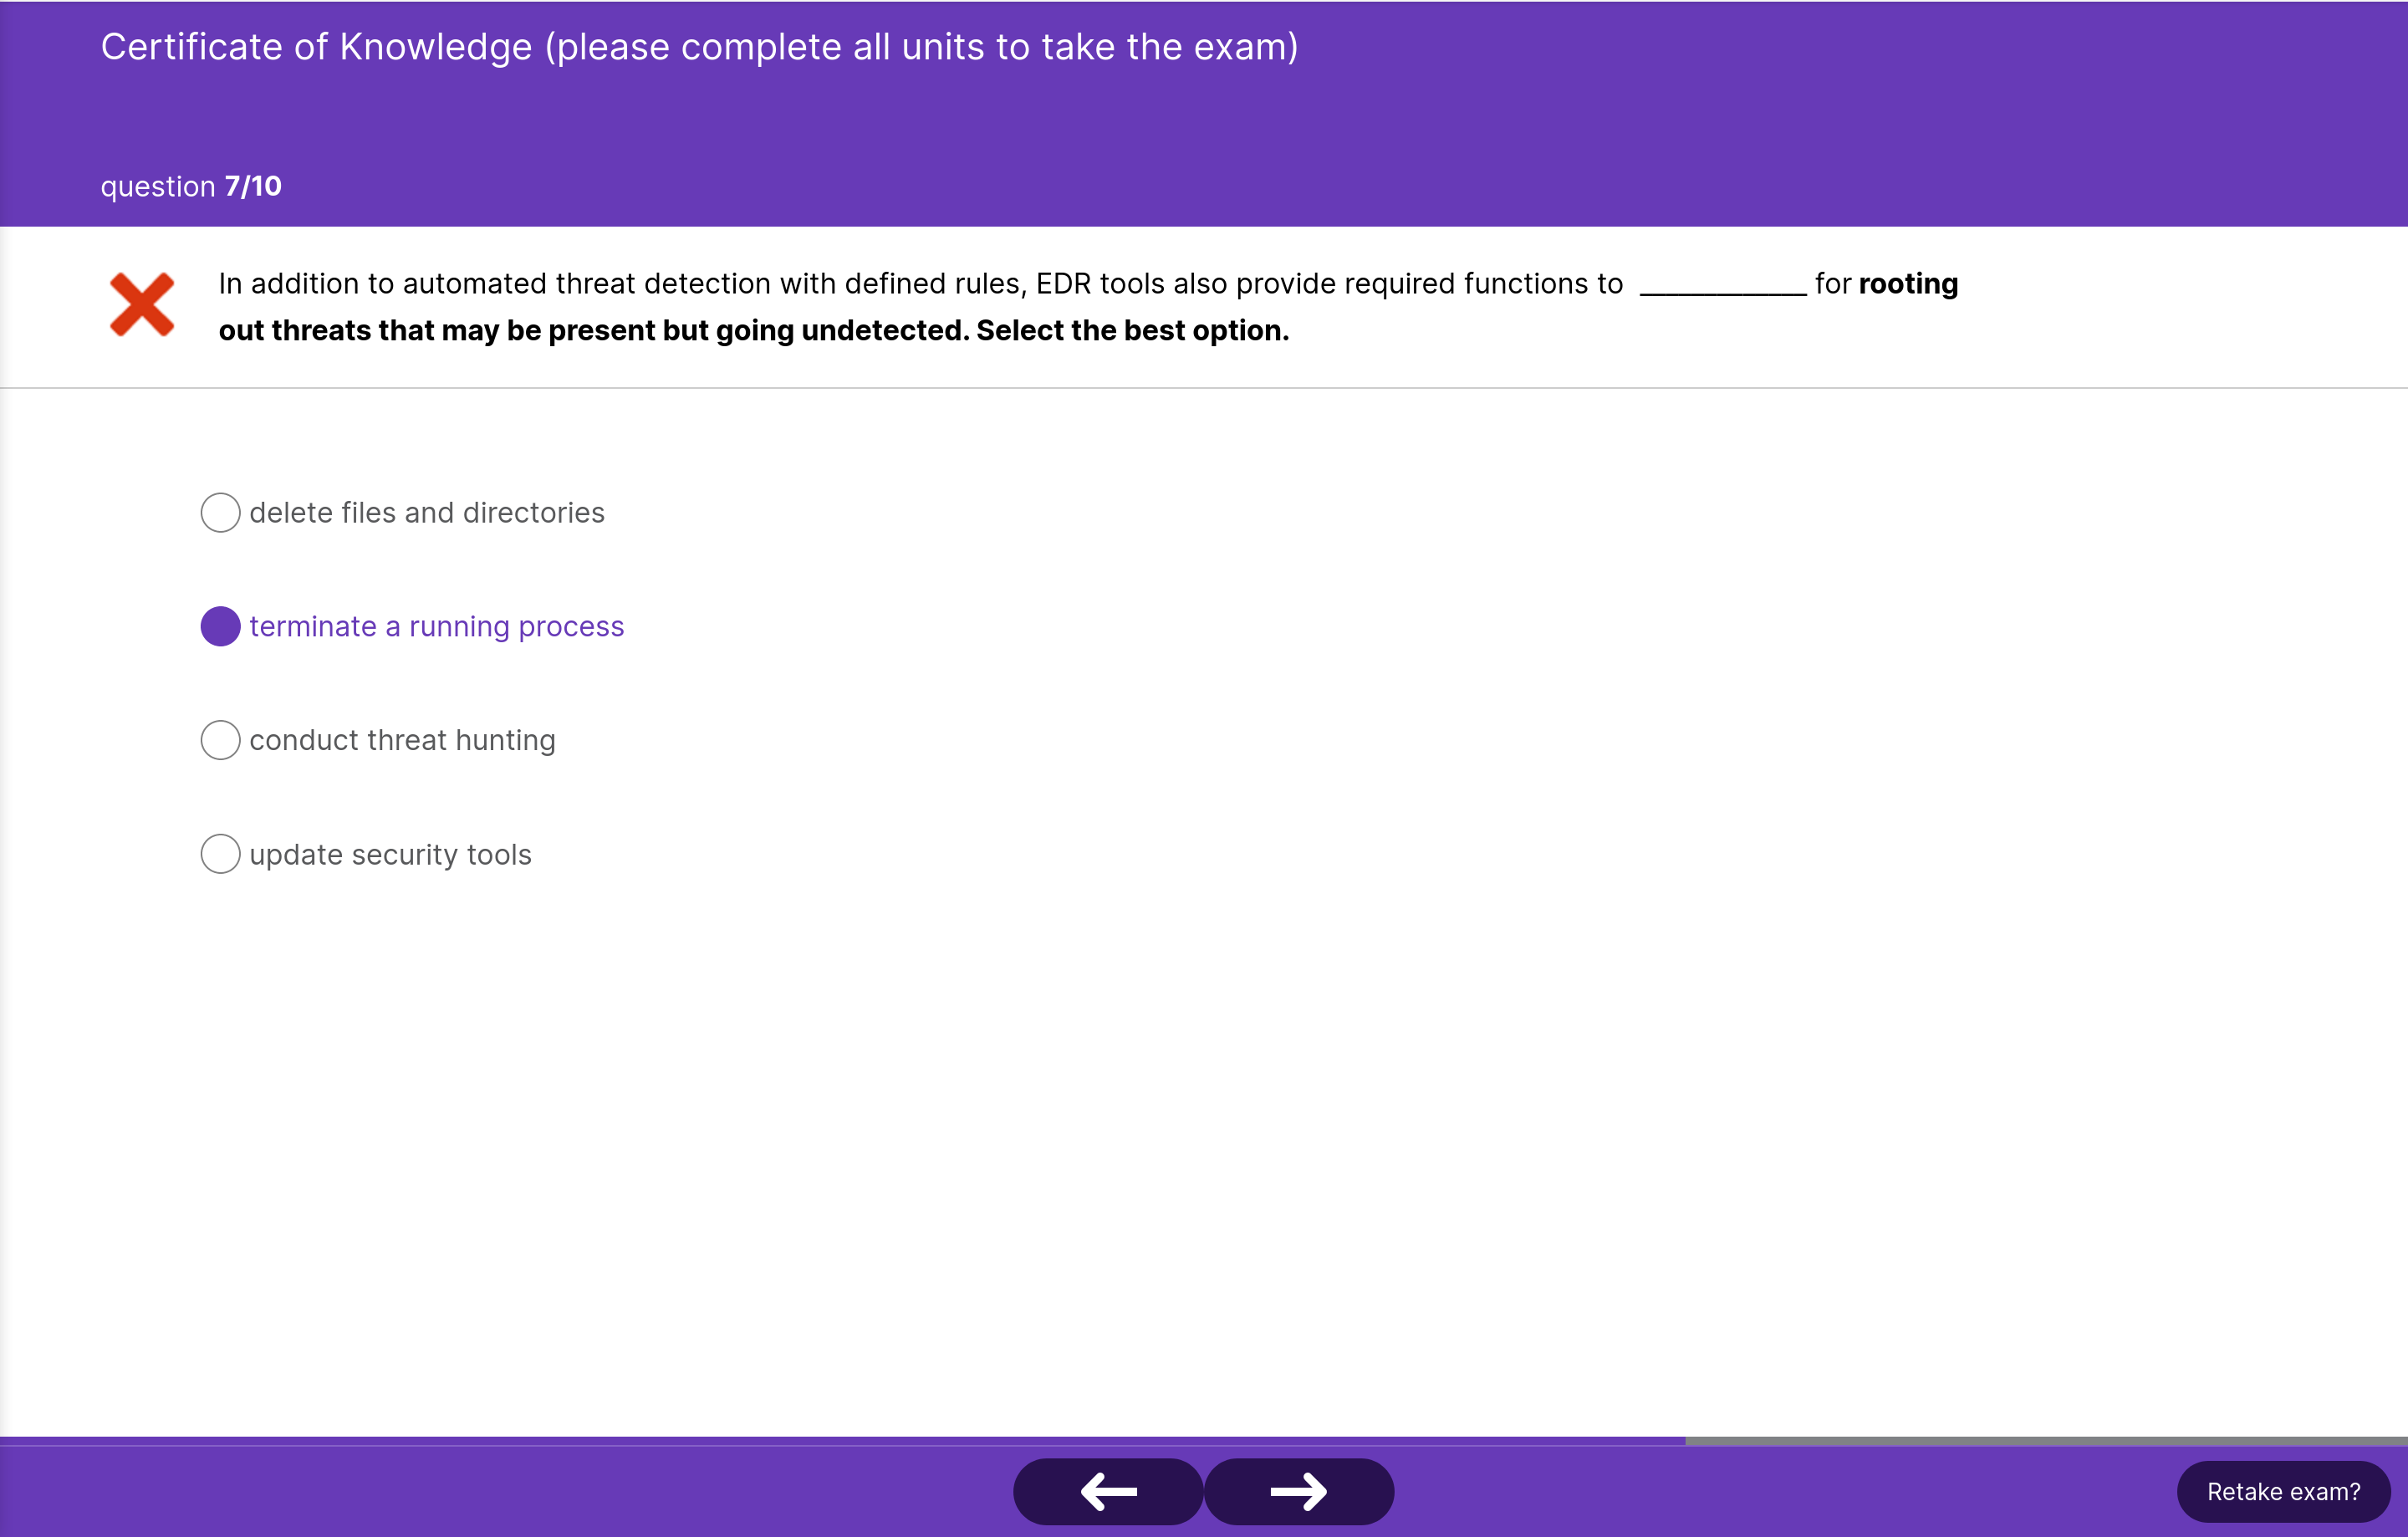 Certificate of Knowledge (please complete all units to take the exam)
question 7/10
In addition to automated threat detection with defined rules, EDR tools also provide required functions to _____________ for rooting
out threats that may be present but going undetected. Select the best option.
delete files and directories
terminate a running process
conduct threat hunting
update security tools
Retake exam?